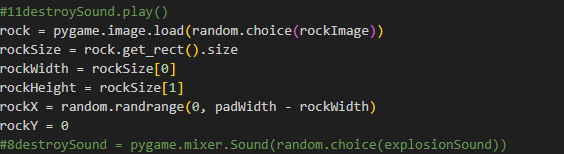 #11destroySound.play()
rock = pygame.image.load(random.choice(rockImage))
rockSize = rock.get_rect().size
rockWidth = rockSize[0]
rockHeight = rockSize[1]
rockX = random.randrange(0, padWidth - rockWidth)
rockY = 0
#8destroySound = pygame.mixer.Sound(random.choice(explosionSound))